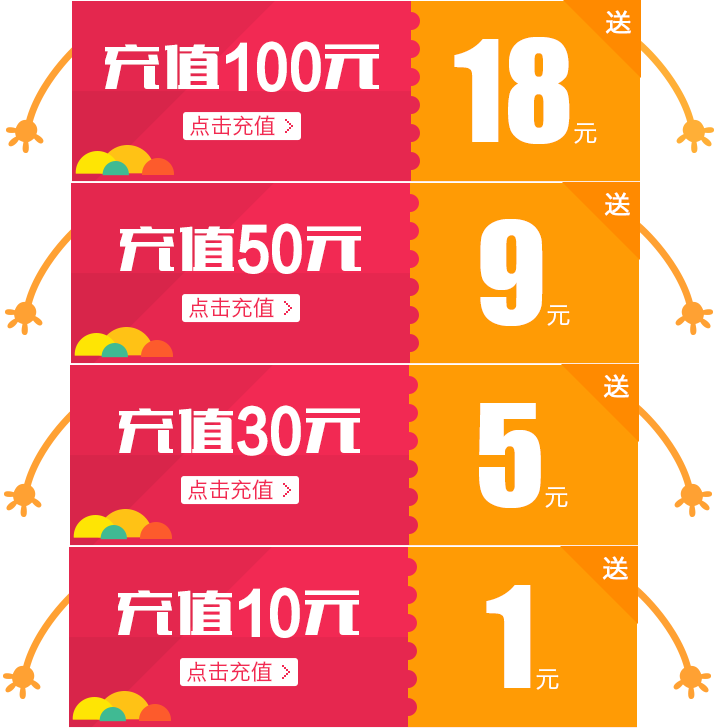 充值100元
点击充值 >
送
18元
充值50元
点击充值 >
送
9元
充值30元
点击充值 >
送
5元
充值10元
点击充值 >
送
1元